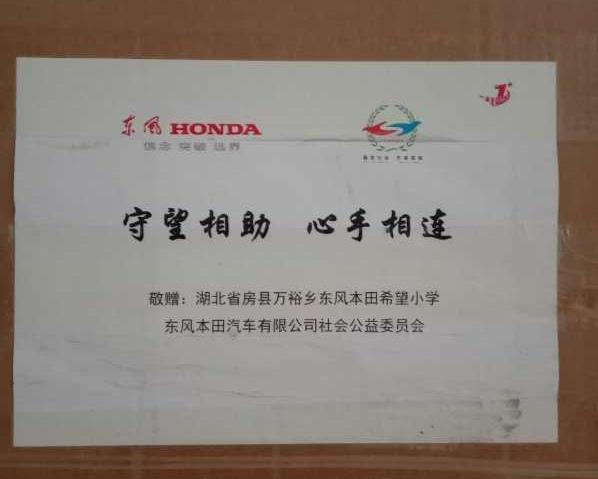 东风 HONDA
信念 突破 远界
守望相助 心手相连
敬赠：湖北省房县万裕乡东风本田希望小学
东风本田汽车有限公司社会公益委员会